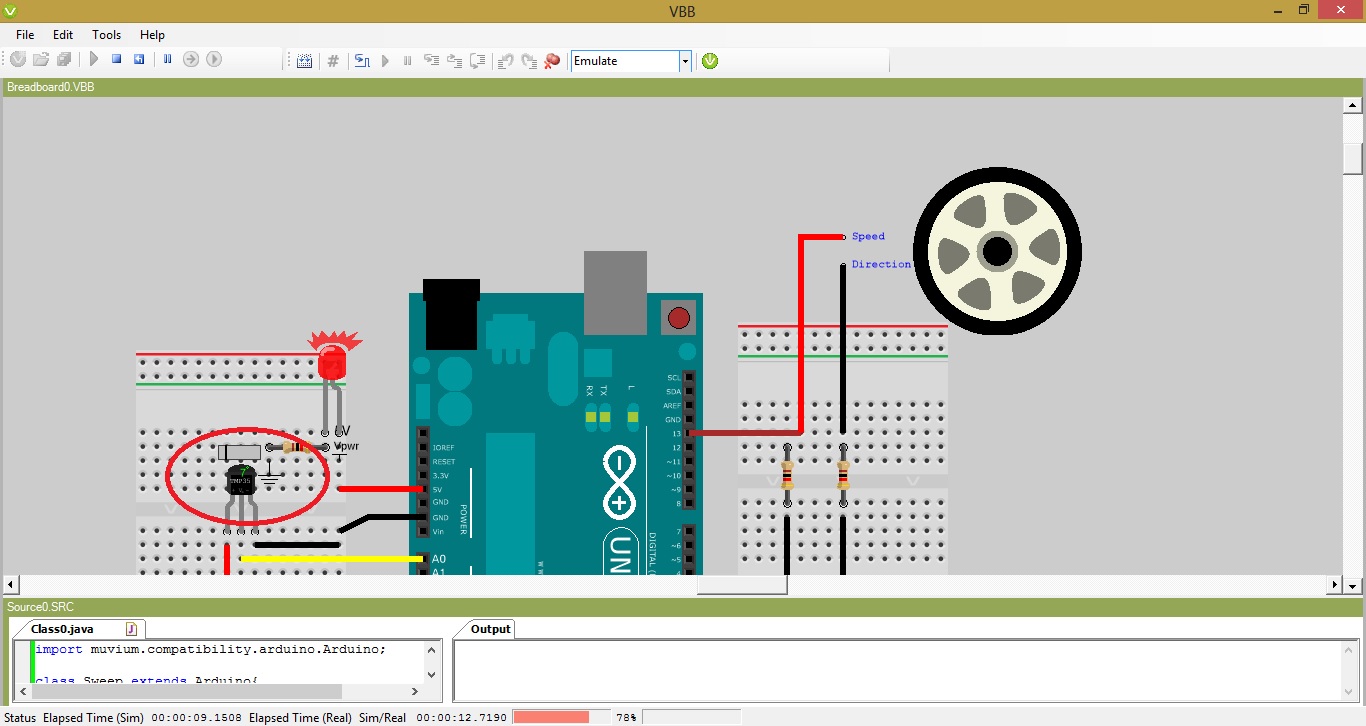 VBB
File Edit Tools Help
Emulate
Breadboard0.VBB
Speed
Direction
SCL
SDA
AREF
GND
RX TX L
13
12
~11
~10
~9
8
7
~6
~5
IOREF
RESET
3.3V
5V
GND
GND
Vin
POWER
A0
A1
DIGITAL (
UN
V
Vpwr
7°
TMP35
Source0.SRC
Class0.java
Output
import muvium.compatibility.arduino.Arduino;
class Sweep extends Arduino{
Status Elapsed Time (Sim) 00:00:09.1508 Elapsed Time (Real) Sim/Real 00:00:12.7190 78%